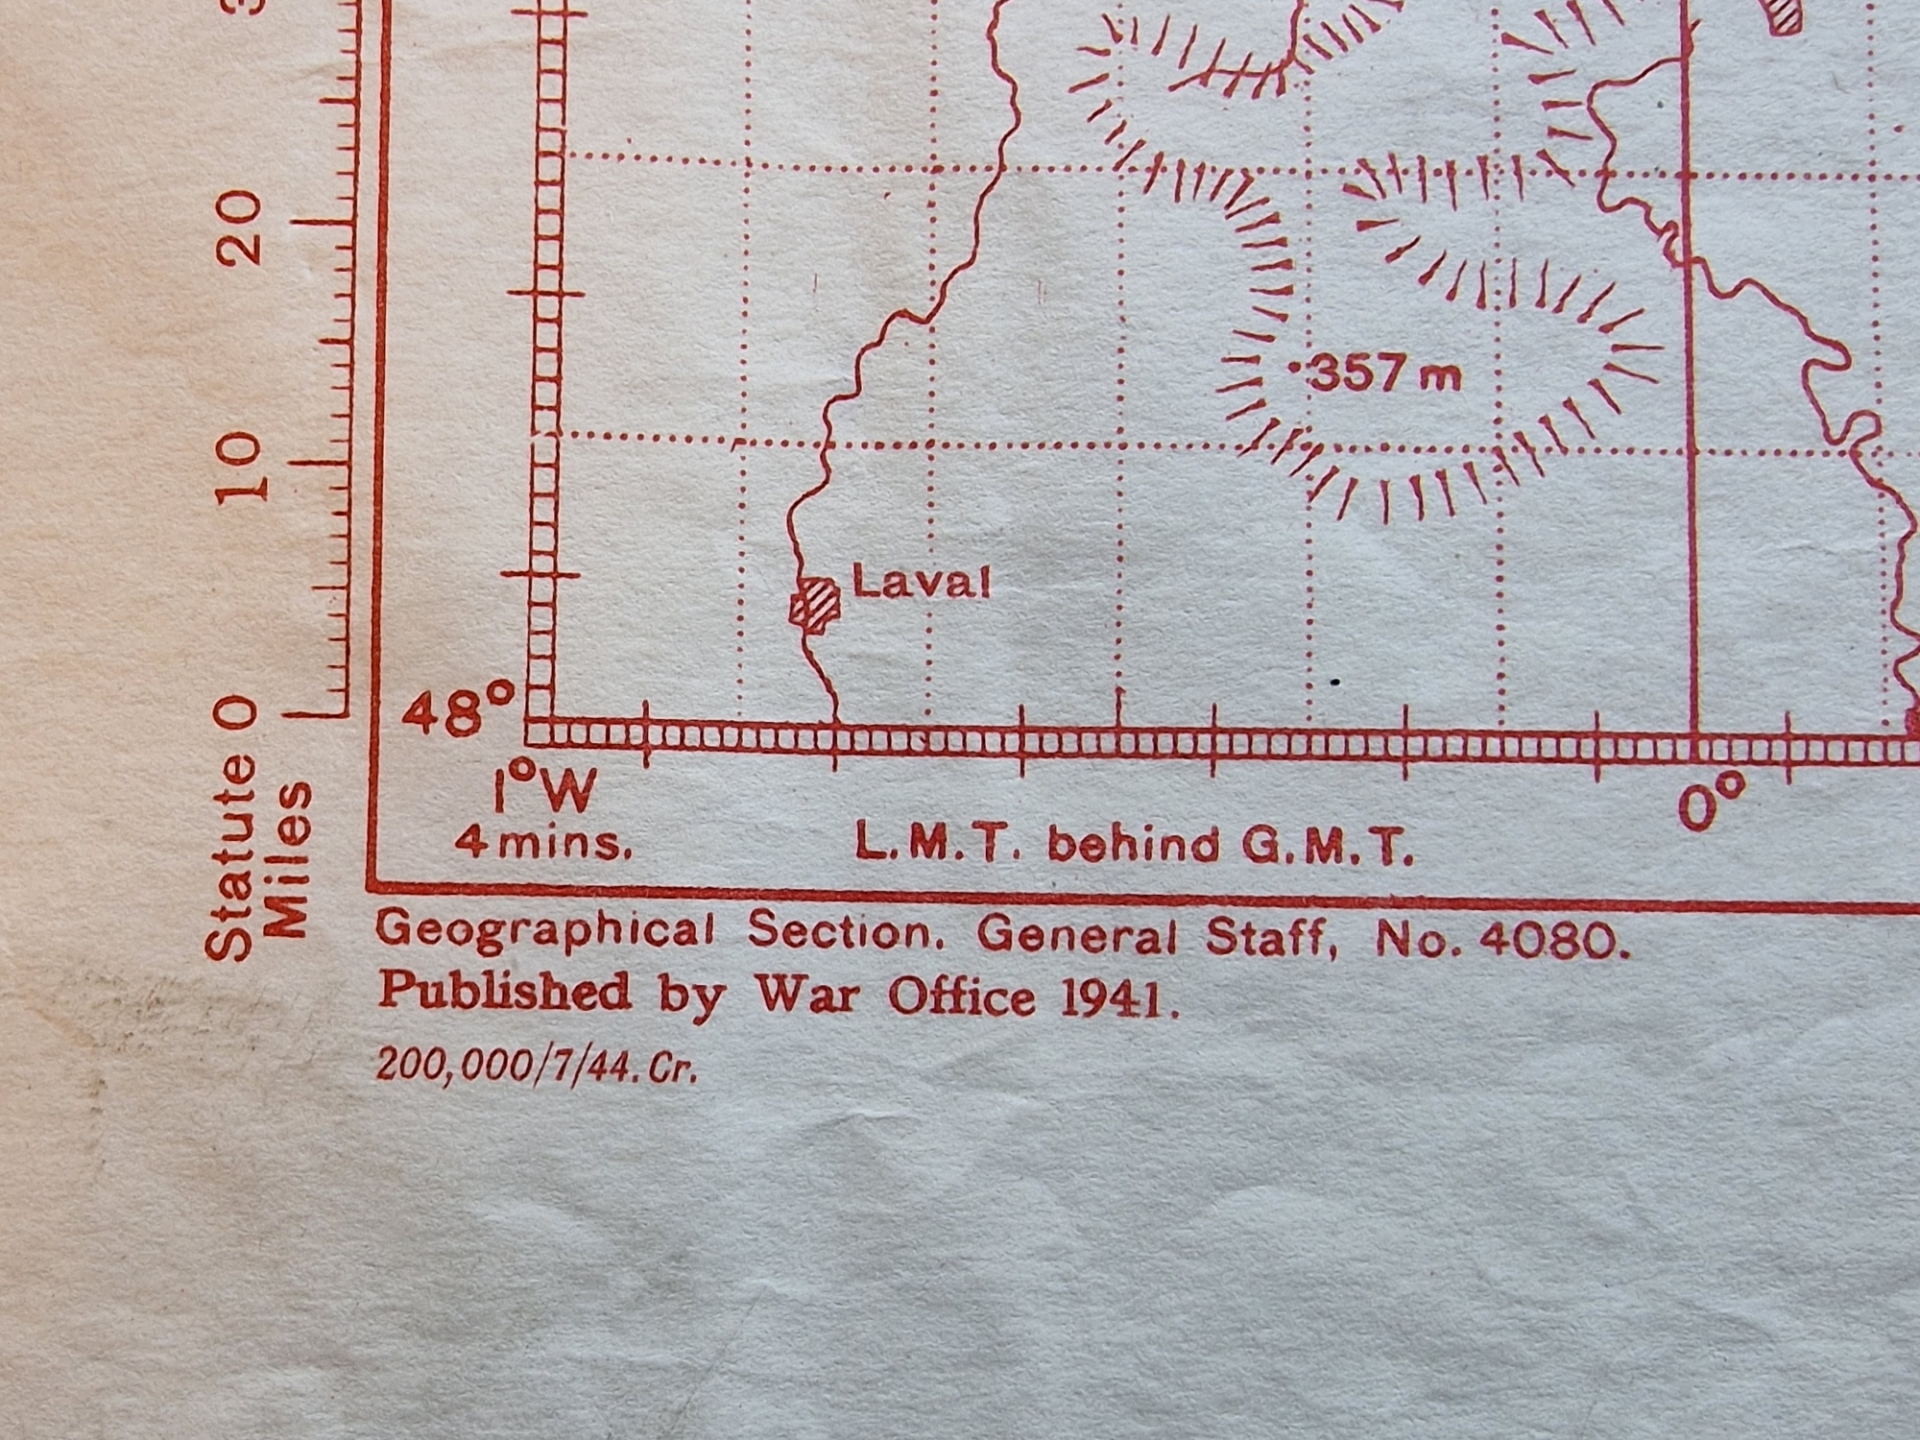 20
10
Statute 0
Miles
357 m
Laval
48°
1°W
0°
4 mins.
L.M.T. behind G.M.T.
Geographical Section. General Staff, No. 4080.
Published by War Office 1941.
200,000/7/44. Cr.